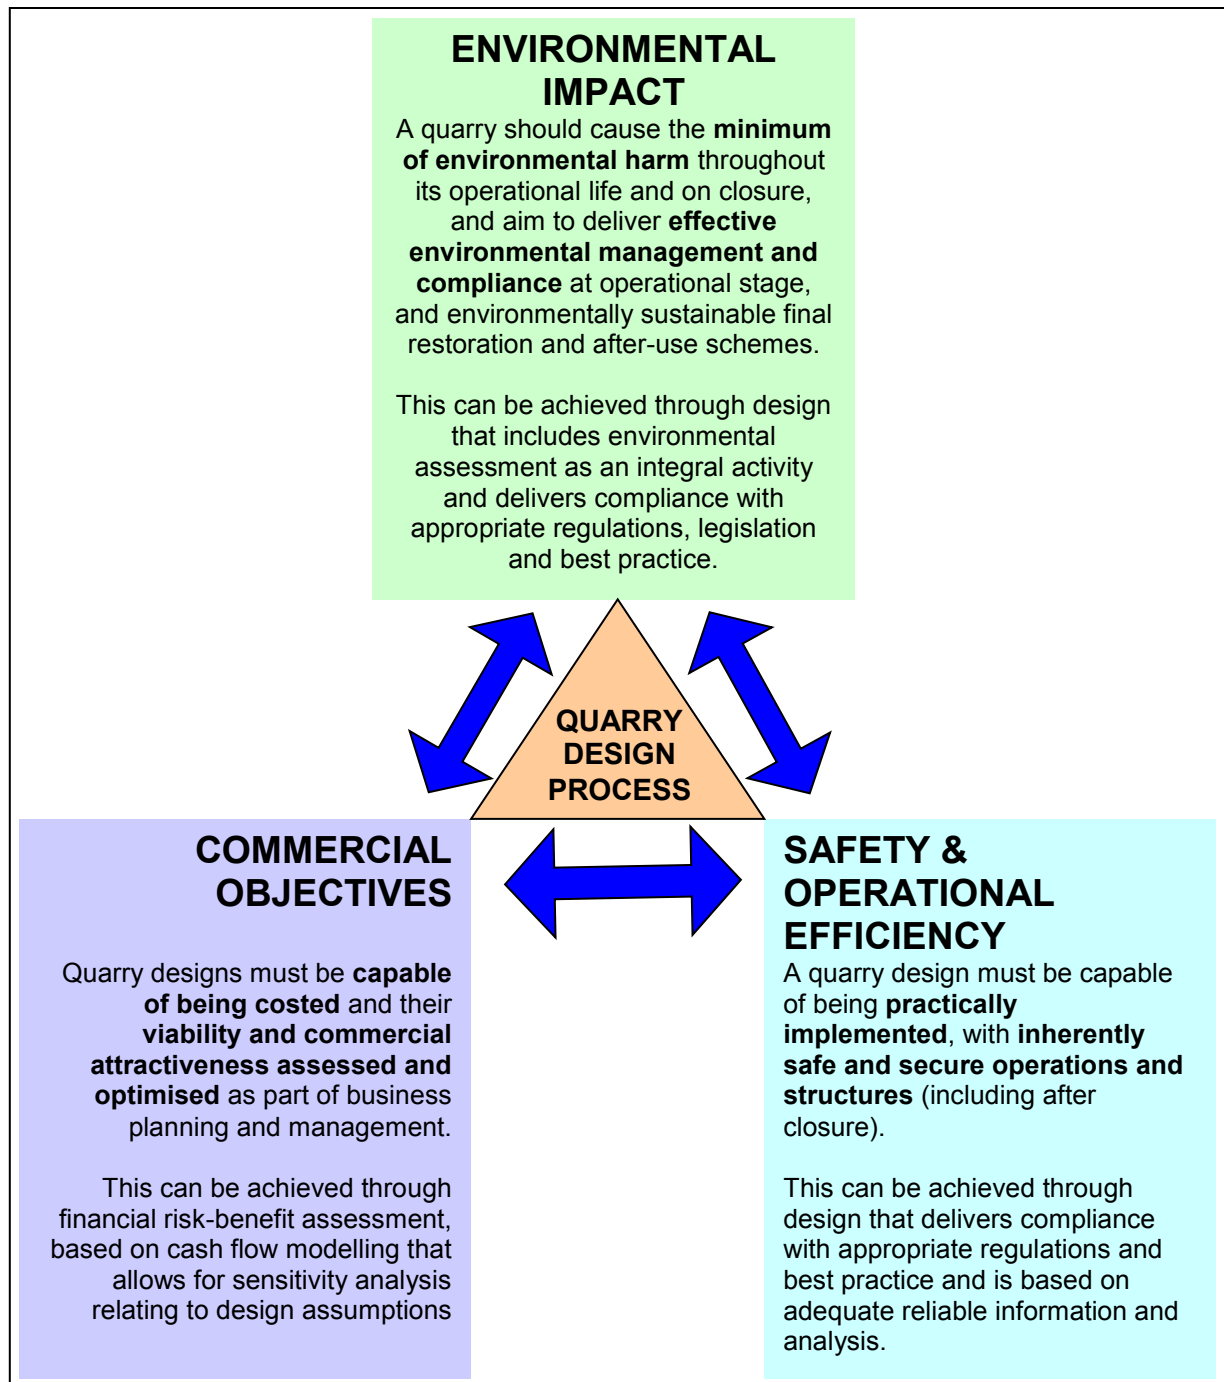 ENVIRONMENTAL
IMPACT
A quarry should cause the minimum
of environmental harm throughout
its operational life and on closure,
and aim to deliver effective
environmental management and
compliance at operational stage,
and environmentally sustainable final
restoration and after-use schemes.
This can be achieved through design
that includes environmental
assessment as an integral activity
and delivers compliance with
appropriate regulations, legislation
and best practice.
QUARRY
DESIGN
PROCESS
COMMERCIAL
OBJECTIVES
Quarry designs must be capable
of being costed and their
viability and commercial
attractiveness assessed and
optimised as part of business
planning and management.
This can be achieved through
financial risk-benefit assessment,
based on cash flow modelling that
allows for sensitivity analysis
relating to design assumptions
SAFETY &
OPERATIONAL
EFFICIENCY
A quarry design must be capable
of being practically
implemented, with inherently
safe and secure operations and
structures (including after
closure).
This can be achieved through
design that delivers compliance
with appropriate regulations and
best practice and is based on
adequate reliable information and
analysis.